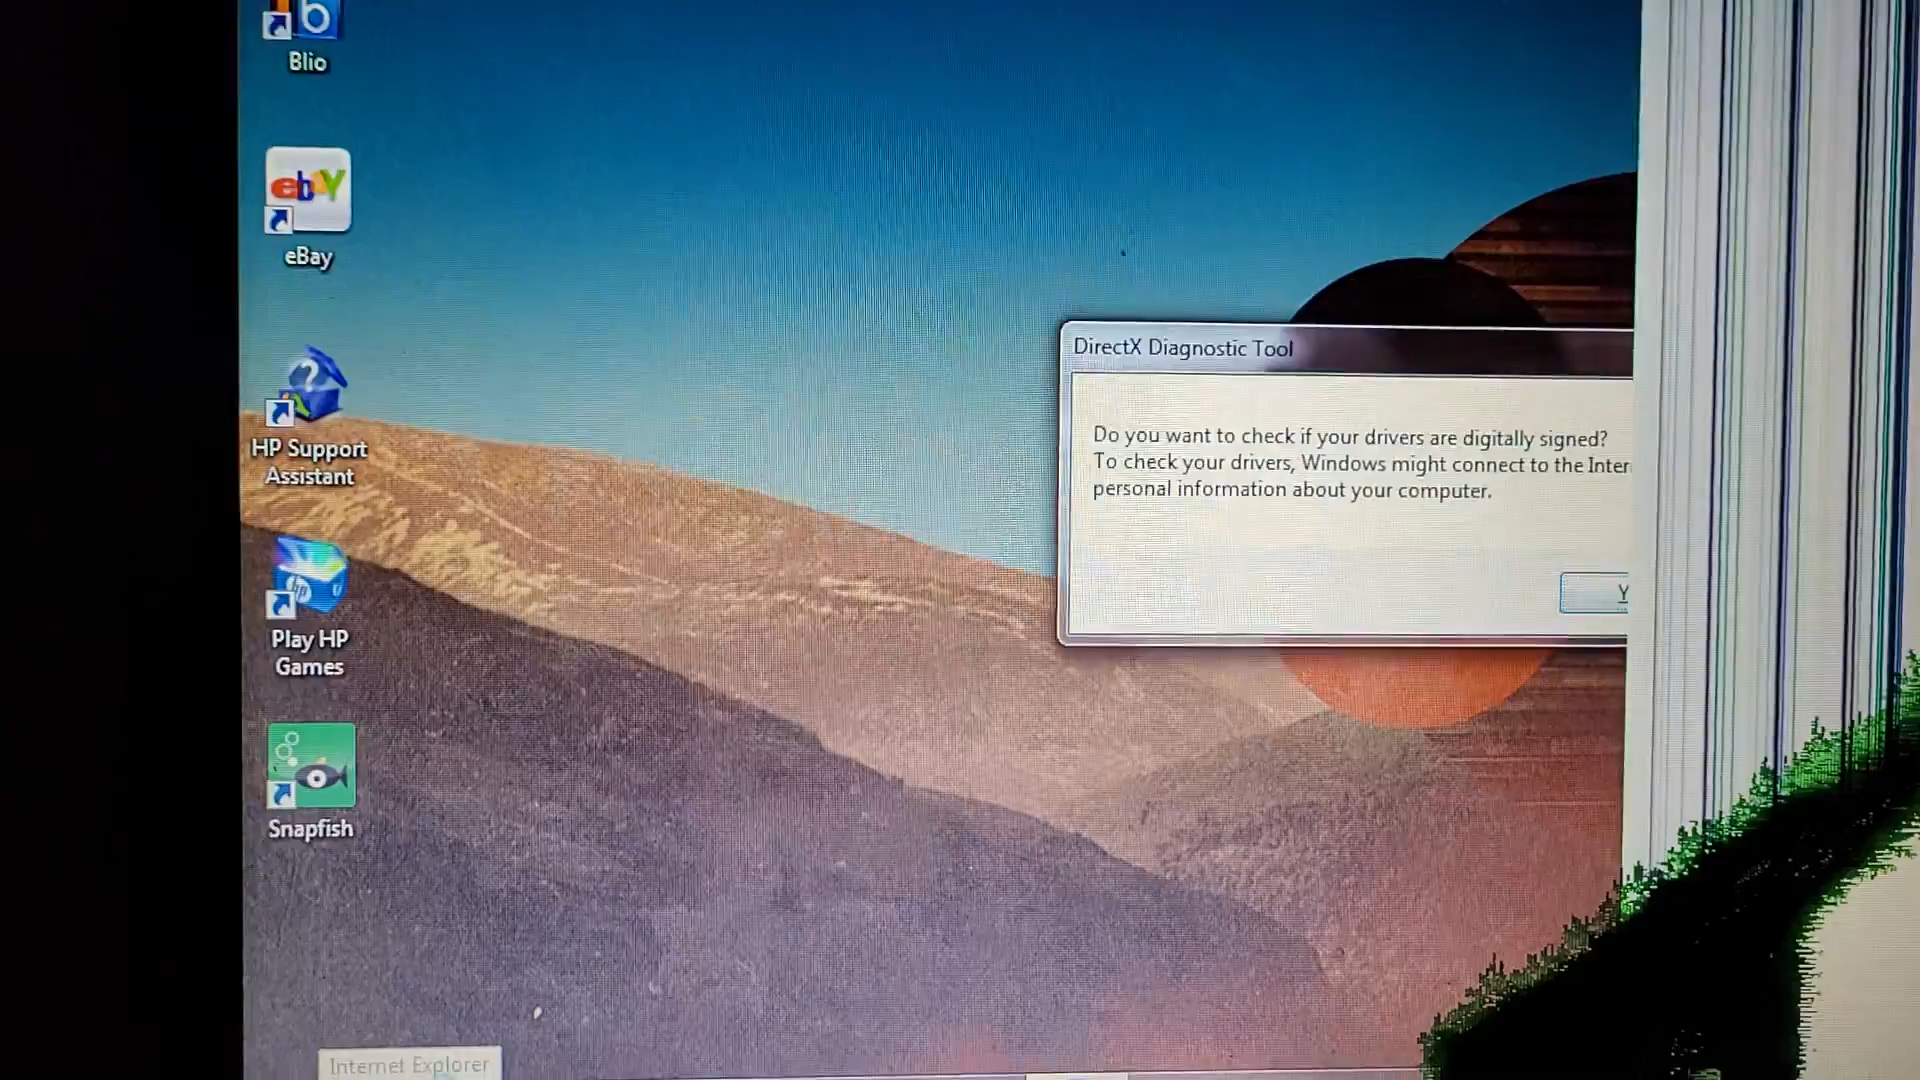 b
Blio
ebY
eBay
?
HP Support
Assistant
hp
Play HP
Games
Snapfish
DirectX Diagnostic Tool
Do you want to check if your drivers are digitally signed?
To check your drivers, Windows might connect to the Inter
personal information about your computer.
Y
Internet Explorer